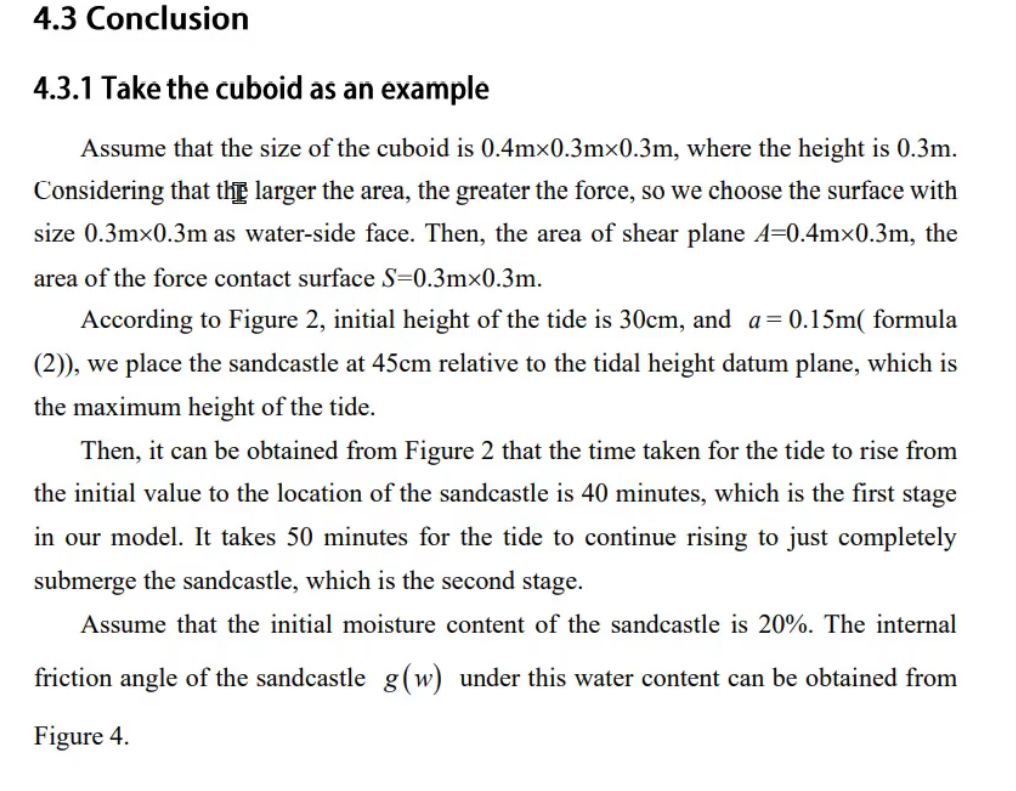 4.3 Conclusion
4.3.1 Take the cuboid as an example
Assume that the size of the cuboid is 0.4m×0.3m×0.3m, where the height is 0.3m.
Considering that the larger the area, the greater the force, so we choose the surface with
size 0.3m×0.3m as water-side face. Then, the area of shear plane A=0.4m×0.3m, the
area of the force contact surface S=0.3m×0.3m.
According to Figure 2, initial height of the tide is 30cm, and a = 0.15m( formula
(2)), we place the sandcastle at 45cm relative to the tidal height datum plane, which is
the maximum height of the tide.
Then, it can be obtained from Figure 2 that the time taken for the tide to rise from
the initial value to the location of the sandcastle is 40 minutes, which is the first stage
in our model. It takes 50 minutes for the tide to continue rising to just completely
submerge the sandcastle, which is the second stage.
Assume that the initial moisture content of the sandcastle is 20%. The internal
friction angle of the sandcastle g(w) under this water content can be obtained from
Figure 4.